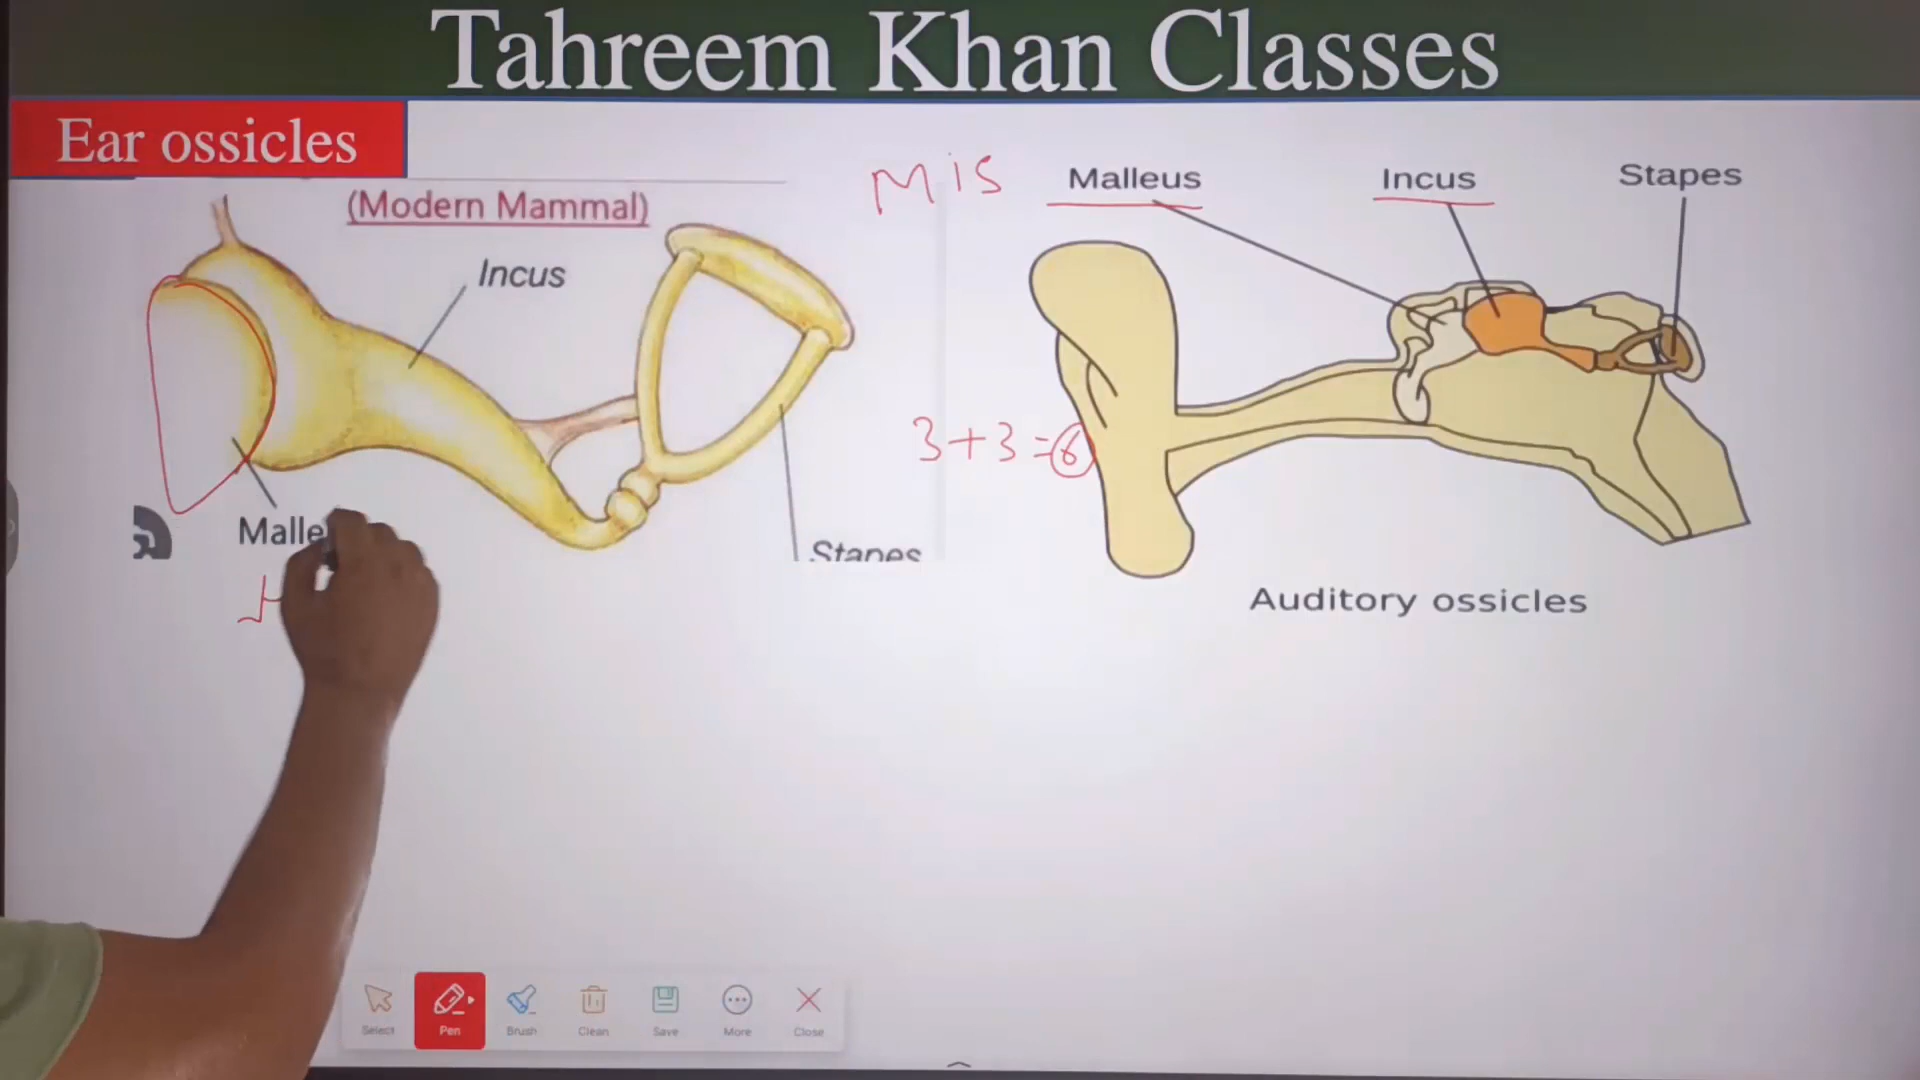 Tahreem Khan Classes
Ear ossicles
(Modern Mammal)
Incus
Stapes
MIS
Malleus
Incus
Stapes
3+3=6
Auditory ossicles
Select
Pen
Brush
Clean
Save
More
Close